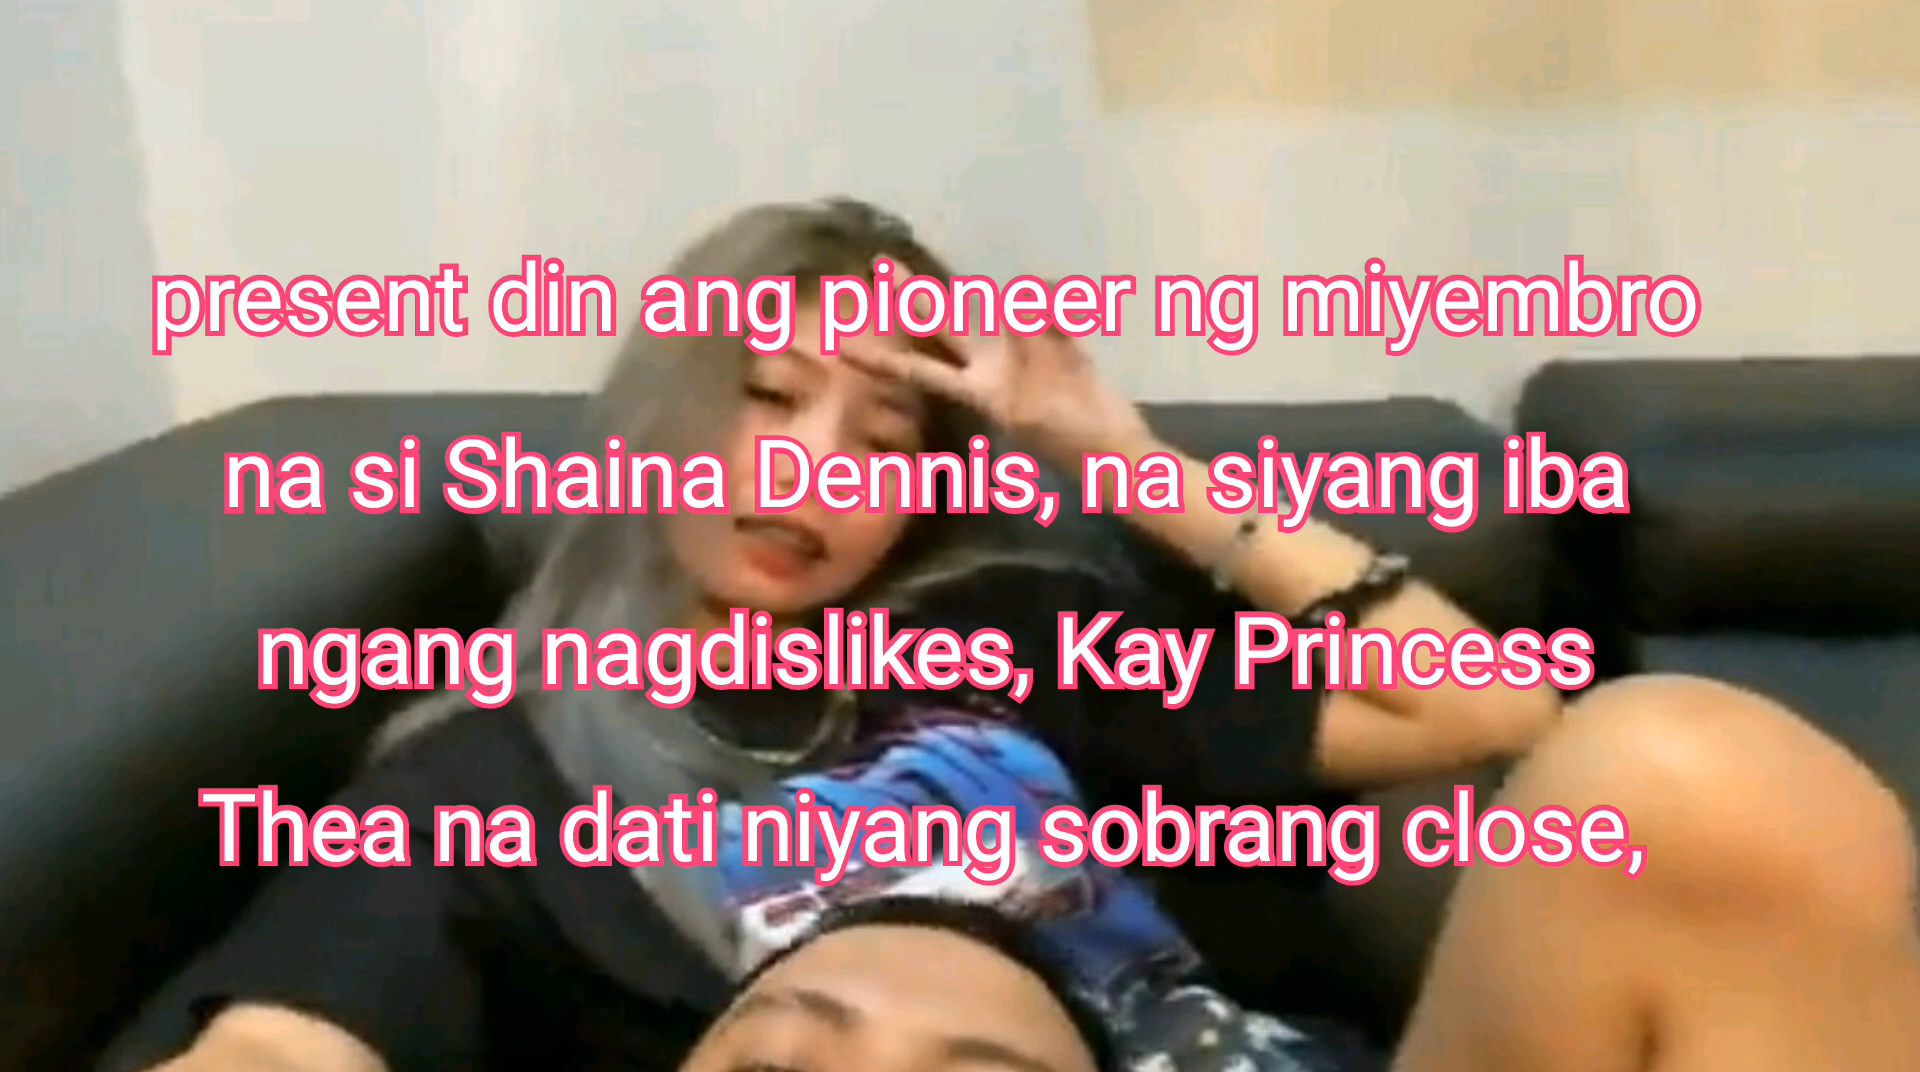 present din ang pioneer ng miyembro
na si Shaina Dennis, na siyang iba
ngang nagdislikes, Kay Princess
Thea na dati niyang sobrang close,